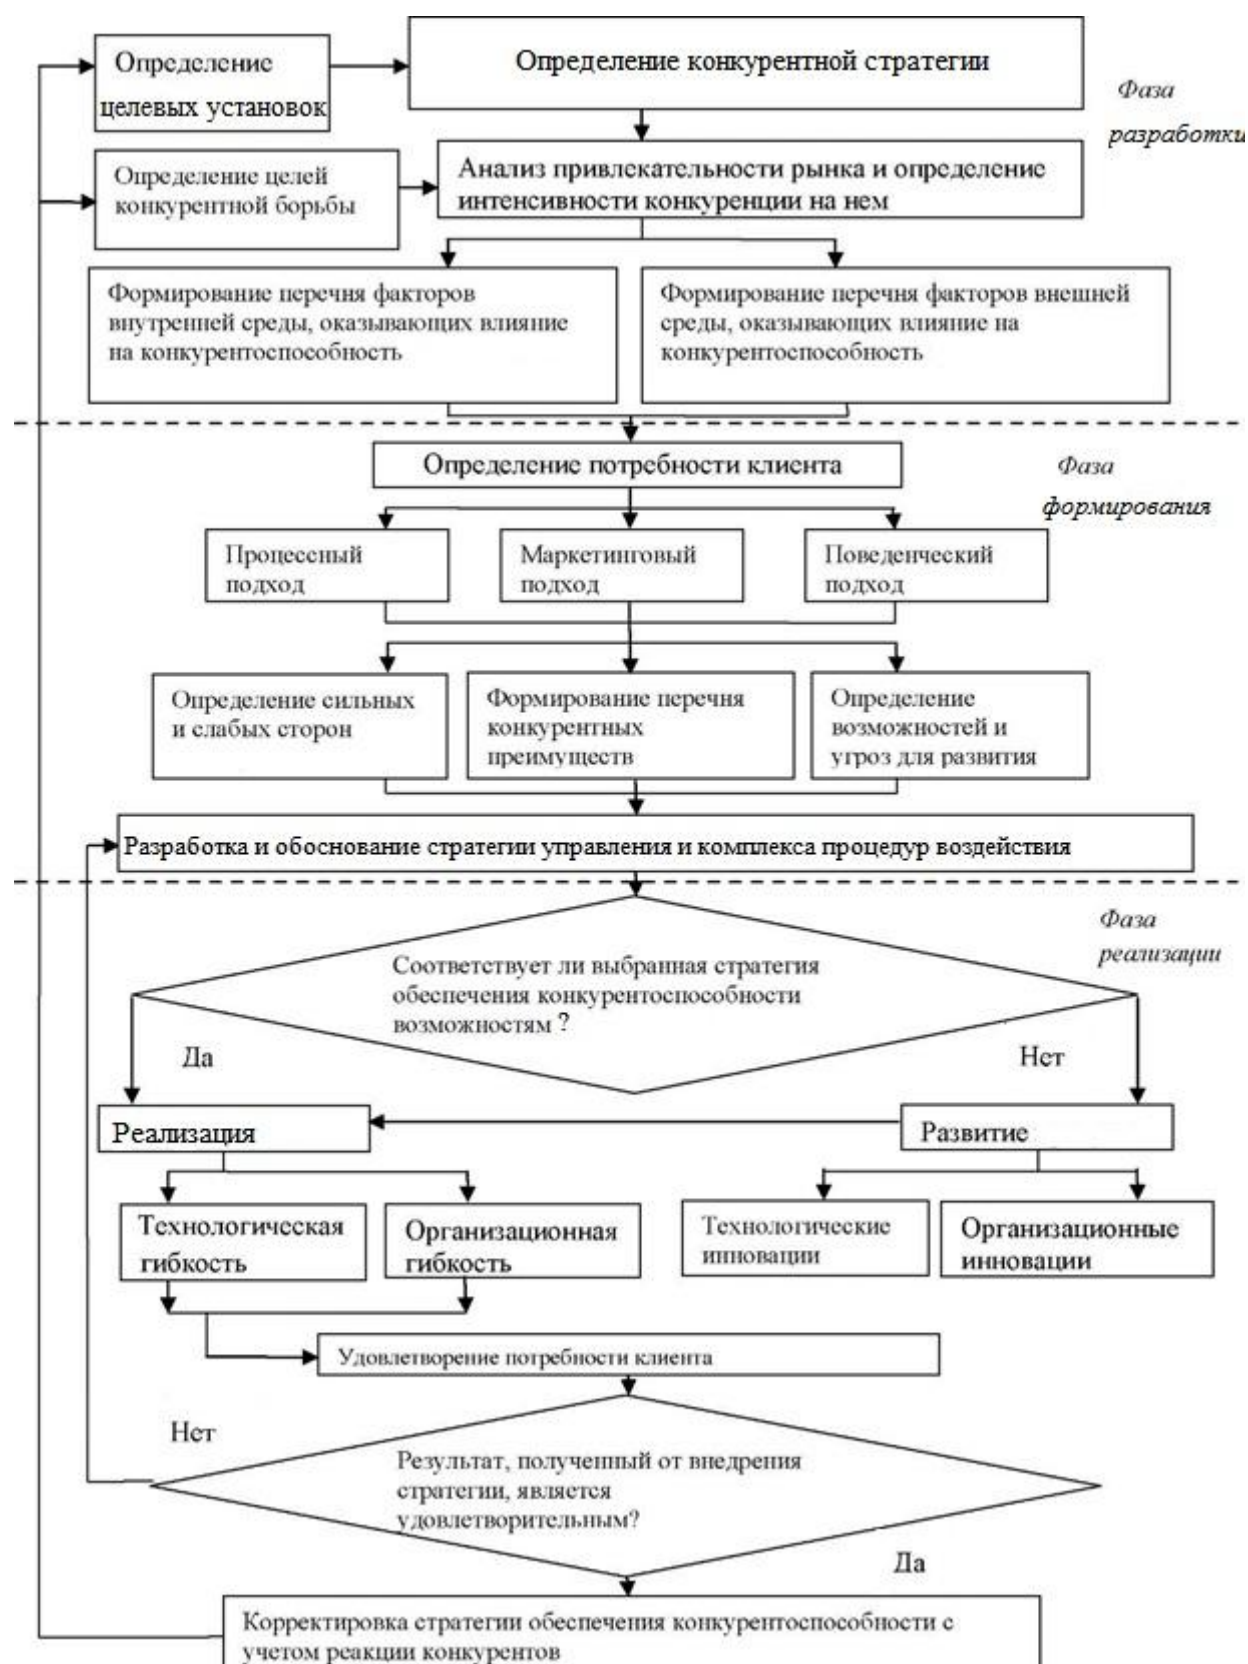 Определение
целевых установок
Определение конкурентной стратегии
Фаза
разработки
Определение целей
конкурентной борьбы
Анализ привлекательности рынка и определение
интенсивности конкуренции на нем
Формирование перечня факторов
внутренней среды, оказывающих влияние
на конкурентоспособность
Формирование перечня факторов внешней
среды, оказывающих влияние на
конкурентоспособность
Определение потребности клиента
Фаза
формирования
Процессный
подход
Маркетинговый
подход
Поведенческий
подход
Определение сильных
и слабых сторон
Формирование перечня
конкурентных
преимуществ
Определение
возможностей и
угроз для развития
Разработка и обоснование стратегии управления и комплекса процедур воздействия
Фаза
реализации
Соответствует ли выбранная стратегия
обеспечения конкурентоспособности
возможностям ?
Да
Нет
Реализация
Развитие
Технологическая
гибкость
Организационная
гибкость
Технологические
инновации
Организационные
инновации
Удовлетворение потребности клиента
Нет
Результат, полученный от внедрения
стратегии, является
удовлетворительным?
Да
Корректировка стратегии обеспечения конкурентоспособности с
учетом реакции конкурентов